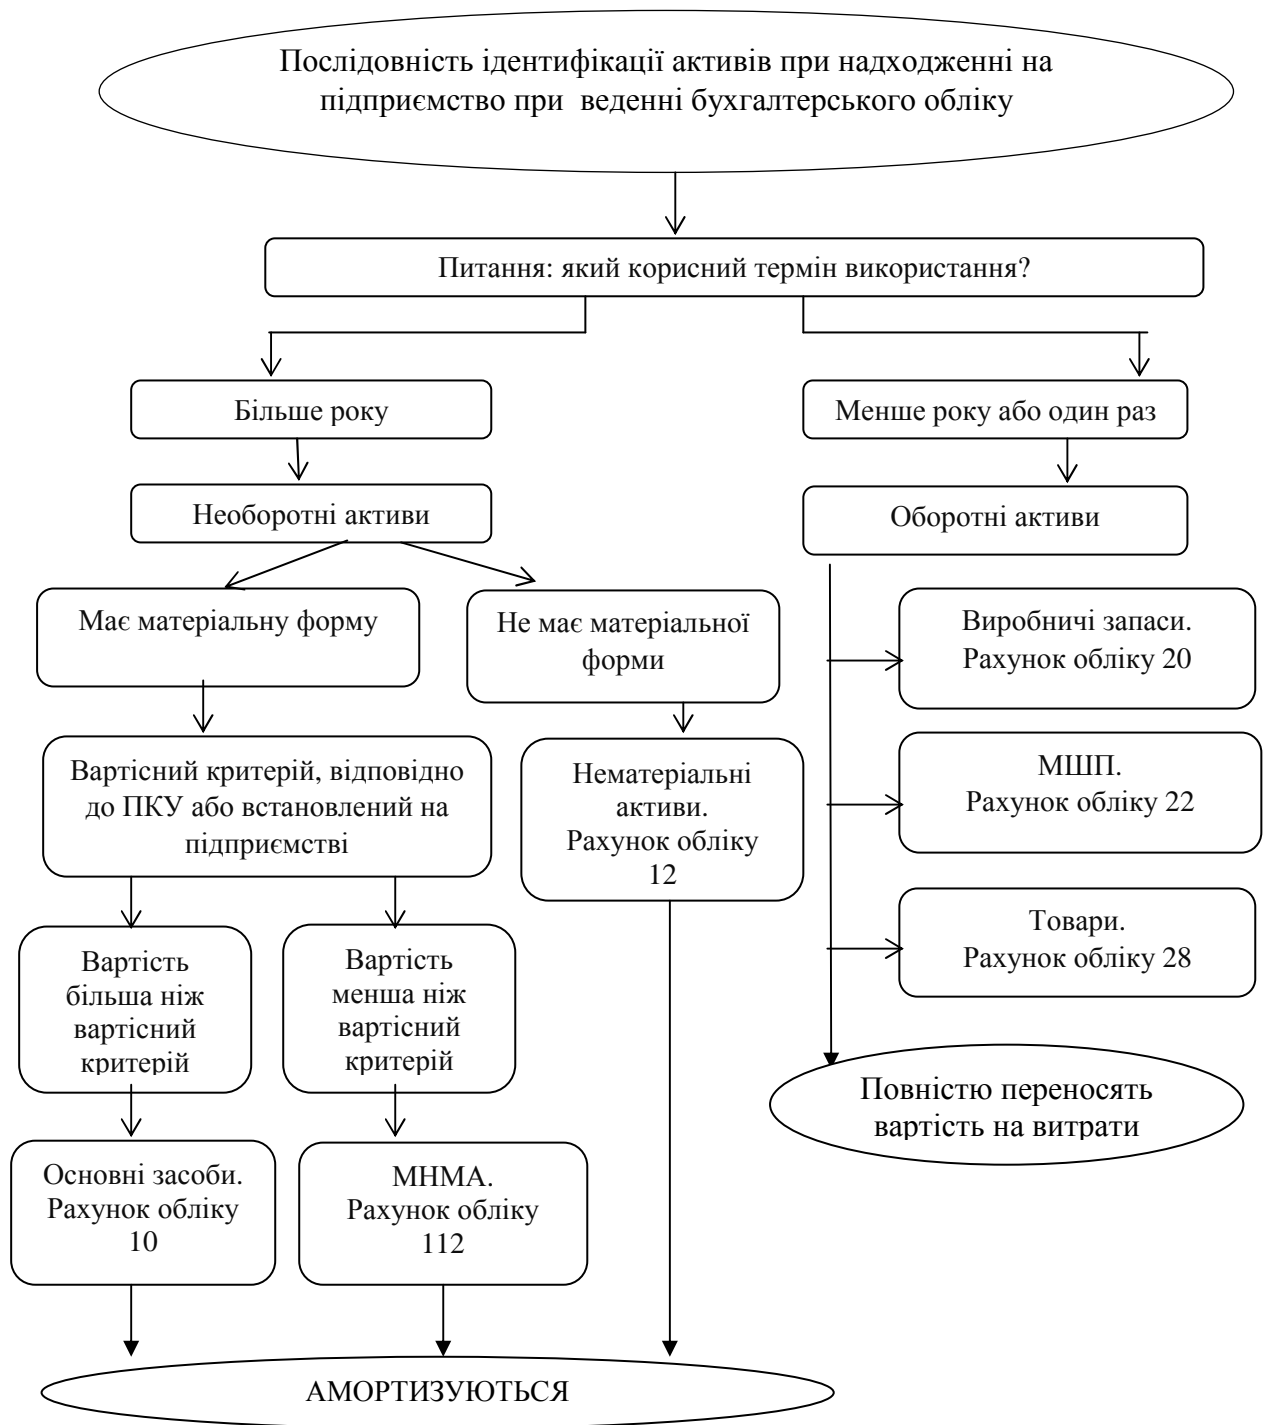 Послідовність ідентифікації активів при надходженні на
підприємство при  веденні бухгалтерського обліку
Питання: який корисний термін використання?
Більше року
Менше року або один раз
Необоротні активи
Оборотні активи
Має матеріальну форму
Не має матеріальної
форми
Виробничі запаси.
Рахунок обліку 20
Вартісний критерій, відповідно
до ПКУ або встановлений на
підприємстві
Нематеріальні
активи.
Рахунок обліку
12
МШП.
Рахунок обліку 22
Вартість
більша ніж
вартісний
критерій
Вартість
менша ніж
вартісний
критерій
Товари.
Рахунок обліку 28
Повністю переносять
вартість на витрати
Основні засоби.
Рахунок обліку
10
МНМА.
Рахунок обліку
112
АМОРТИЗУЮТЬСЯ